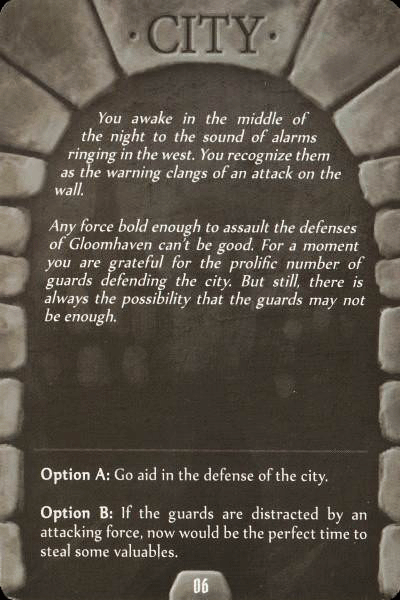 · CITY ·
You awake in the middle of
the night to the sound of alarms
ringing in the west. You recognize them
as the warning clangs of an attack on the
wall.
Any force bold enough to assault the defenses
of Gloomhaven can't be good. For a moment
you are grateful for the prolific number of
guards defending the city. But still, there is
always the possibility that the guards may not
be enough.
Option A: Go aid in the defense of the city.
Option B: If the guards are distracted by an
attacking force, now would be the perfect time to
steal some valuables.
06